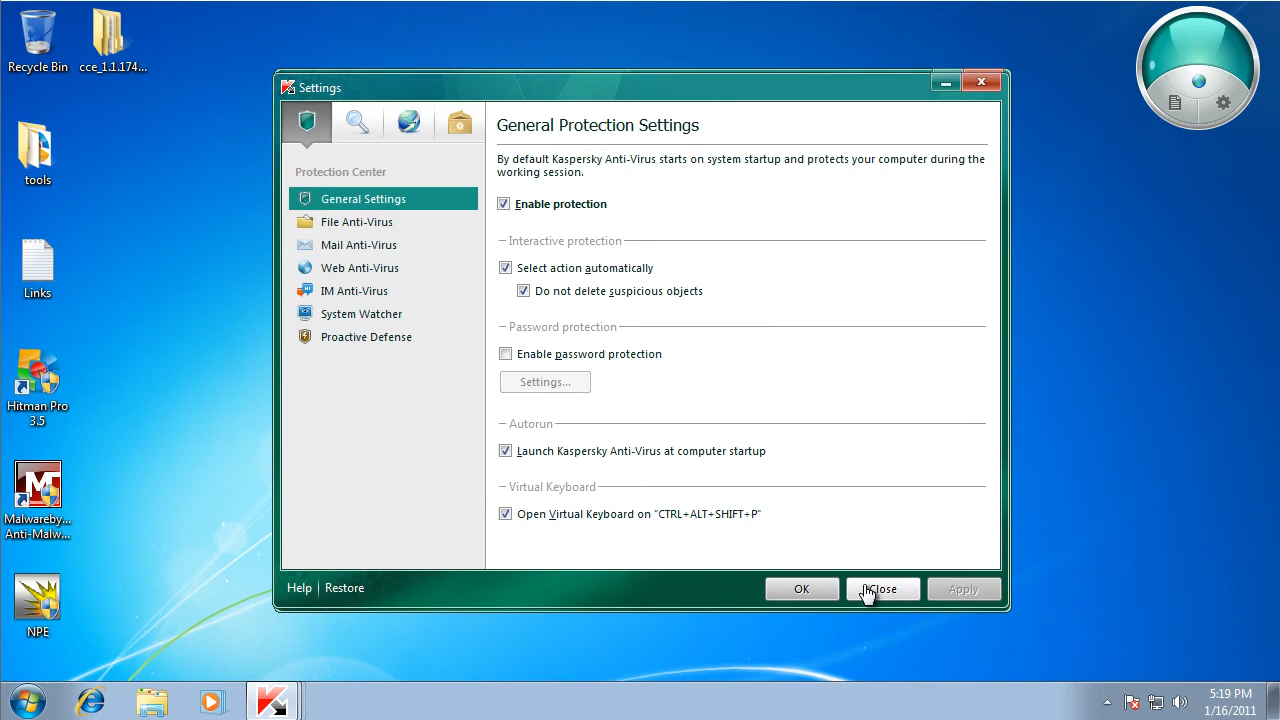 Recycle Bin
cce_1.1.174...
tools
Links
Hitman Pro
3.5
Malwareby...
Anti-Malw...
NPE
Settings
Protection Center
General Settings
File Anti-Virus
Mail Anti-Virus
Web Anti-Virus
IM Anti-Virus
System Watcher
Proactive Defense
General Protection Settings
By default Kaspersky Anti-Virus starts on system startup and protects your computer during the
working session.
Enable protection
Interactive protection
Select action automatically
Do not delete suspicious objects
Password protection
Enable password protection
Settings...
Autorun
Launch Kaspersky Anti-Virus at computer startup
Virtual Keyboard
Open Virtual Keyboard on "CTRL+ALT+SHIFT+P"
Help
Restore
OK
Close
Apply
5:19 PM
1/16/2011